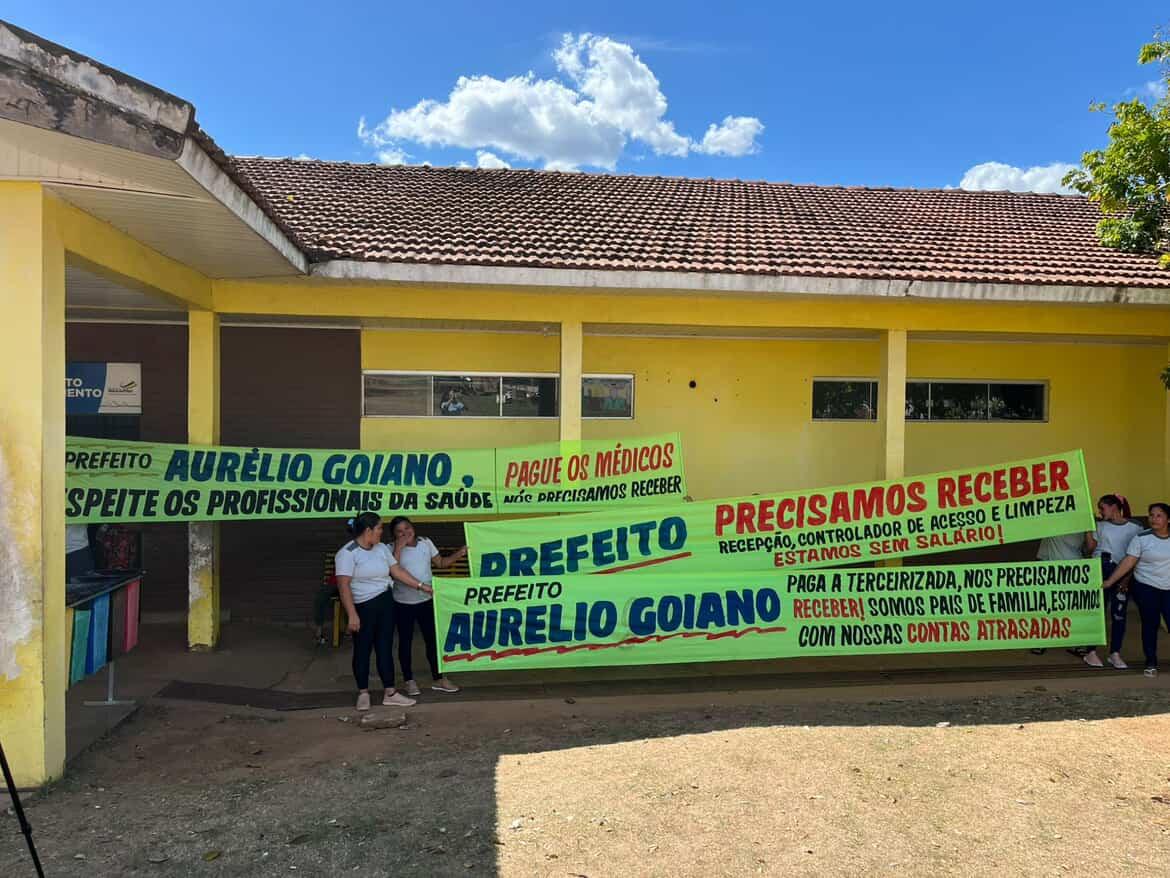 TO
ENTO
PREFEITO AURÉLIO GOIANO,
ESPEITE OS PROFISSIONAIS DA SAÚDE
PAGUE OS MÉDICOS
NÓS PRECISAMOS RECEBER
PREFEITO
PRECISAMOS RECEBER
RECEPÇÃO, CONTROLADOR DE ACESSO E LIMPEZA
ESTAMOS SEM SALÁRIO!
PREFEITO
AURELIO GOIANO
PAGA A TERCEIRIZADA, NOS PRECISAMOS
RECEBER! SOMOS PAIS DE FAMILIA, ESTAMOS
COM NOSSAS CONTAS ATRASADAS